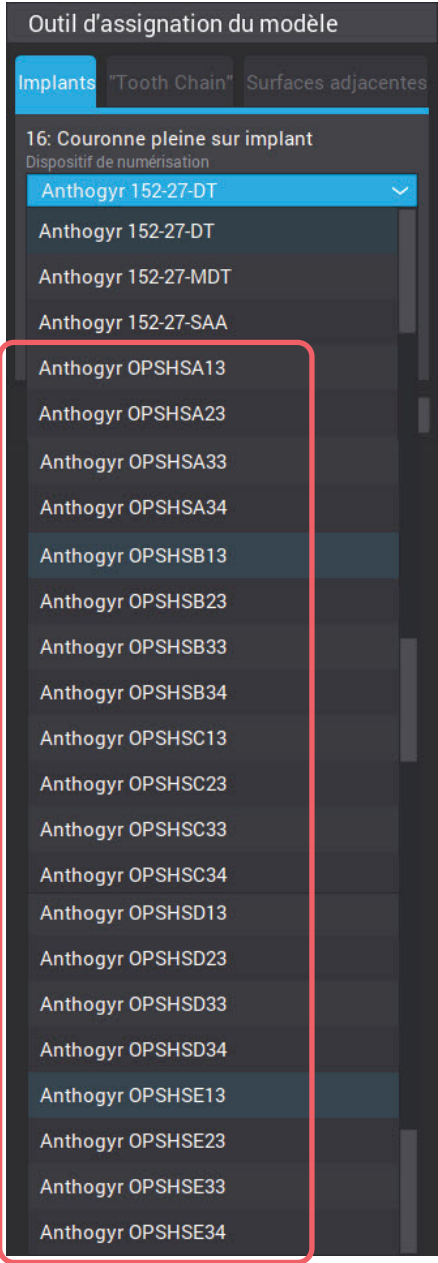 Outil d'assignation du modèle
Implants "Tooth Chain" Surfaces adjacentes
16: Couronne pleine sur implant
Dispositif de numérisation
Anthogyr 152-27-DT
Anthogyr 152-27-DT
Anthogyr 152-27-MDT
Anthogyr 152-27-SAA
Anthogyr OPSHSA13
Anthogyr OPSHSA23
Anthogyr OPSHSA33
Anthogyr OPSHSA34
Anthogyr OPSHSB13
Anthogyr OPSHSB23
Anthogyr OPSHSB33
Anthogyr OPSHSB34
Anthogyr OPSHSC13
Anthogyr OPSHSC23
Anthogyr OPSHSC33
Anthogyr OPSHSC34
Anthogyr OPSHSD13
Anthogyr OPSHSD23
Anthogyr OPSHSD33
Anthogyr OPSHSD34
Anthogyr OPSHSE13
Anthogyr OPSHSE23
Anthogyr OPSHSE33
Anthogyr OPSHSE34